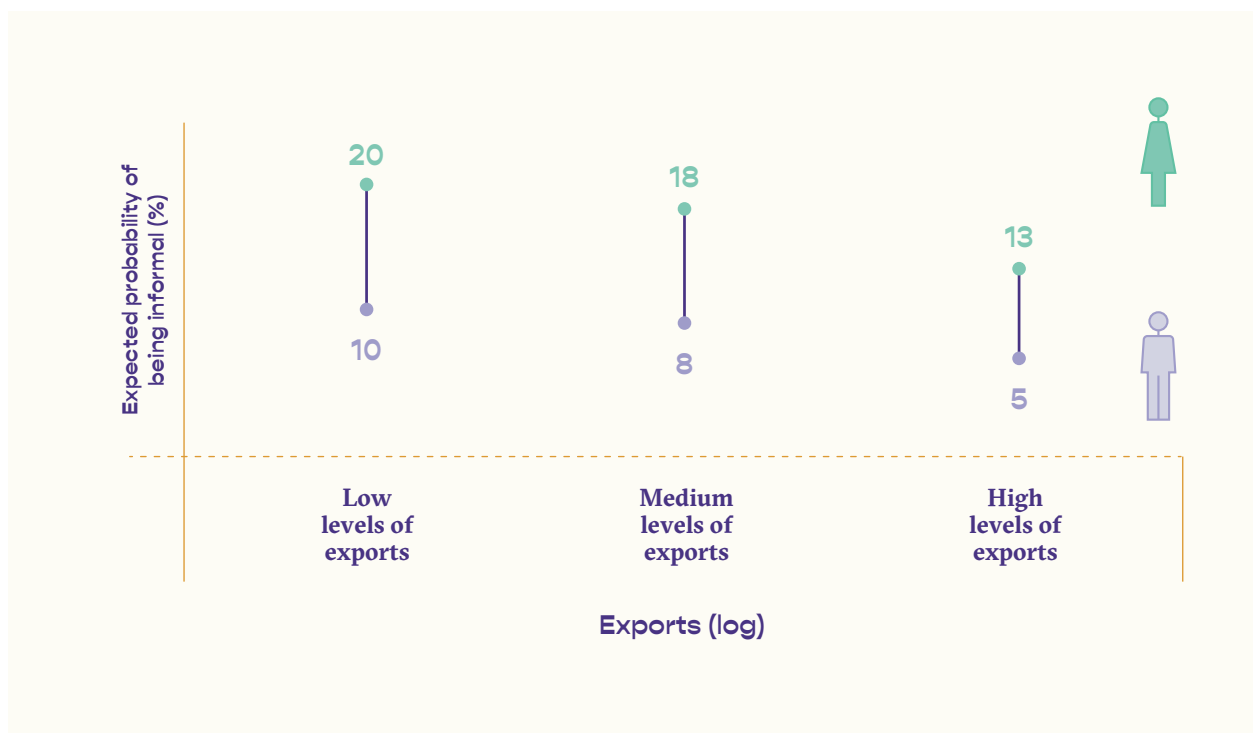 Expected probability of
being informal (%)
20
10
18
8
13
5
Low
levels of
exports
Medium
levels of
exports
High
levels of
exports
Exports (log)